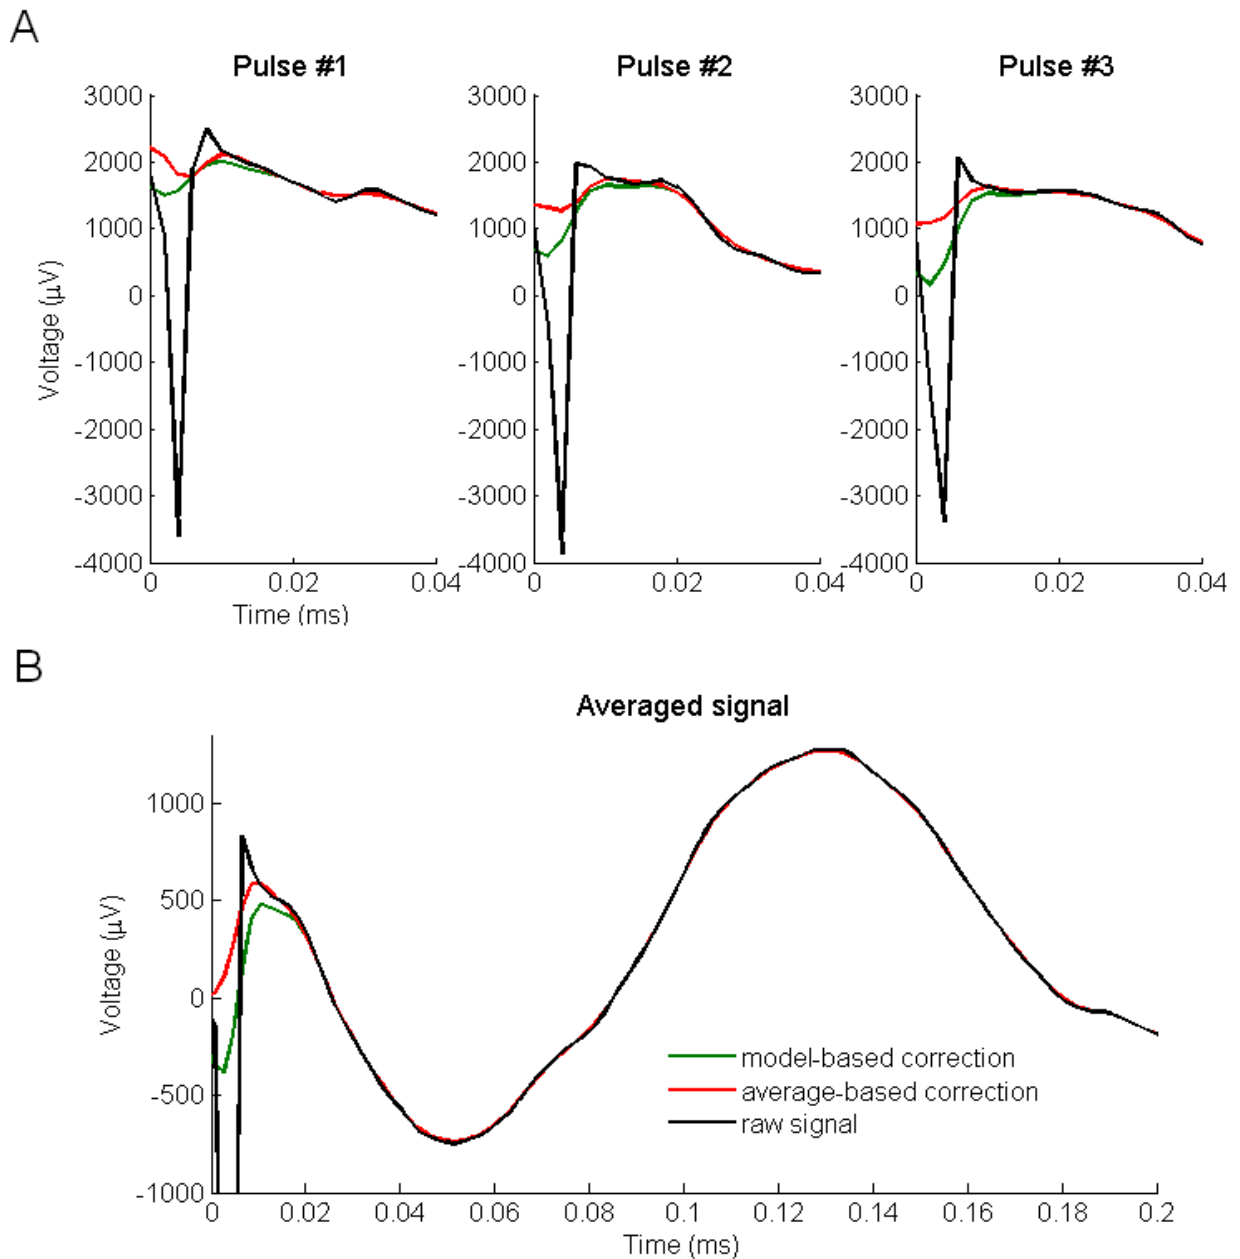 A
Pulse #1 Pulse #2 Pulse #3
3000 3000 3000
2000 2000 2000
1000 1000 1000
0 0 0
-1000 -1000 -1000
-2000 -2000 -2000
-3000 -3000 -3000
-4000 -4000 -4000
Voltage (μV)
0 0.02 0.04 0 0.02 0.04 0 0.02 0.04
Time (ms)
B
Averaged signal
1000
500
0
-500
-1000
Voltage (μV)
model-based correction
average-based correction
raw signal
0 0.02 0.04 0.06 0.08 0.1 0.12 0.14 0.16 0.18 0.2
Time (ms)